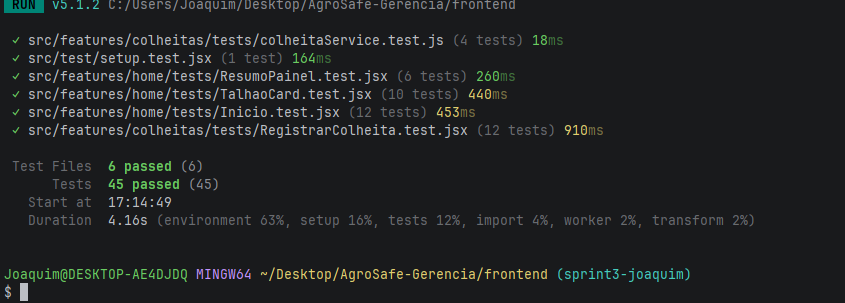 RUN v5.1.2 C:/Users/Joaquim/Desktop/AgroSafe-Gerencia/frontend
✓ src/features/colheitas/tests/colheitaService.test.js (4 tests) 18ms
✓ src/test/setup.test.jsx (1 test) 164ms
✓ src/features/home/tests/ResumoPainel.test.jsx (6 tests) 260ms
✓ src/features/home/tests/TalhaoCard.test.jsx (10 tests) 440ms
✓ src/features/home/tests/Inicio.test.jsx (12 tests) 453ms
✓ src/features/colheitas/tests/RegistrarColheita.test.jsx (12 tests) 910ms
Test Files 6 passed (6)
Tests 45 passed (45)
Start at 17:14:49
Duration 4.16s (environment 63%, setup 16%, tests 12%, import 4%, worker 2%, transform 2%)
Joaquim@DESKTOP-AE4DJDQ MINGW64 ~/Desktop/AgroSafe-Gerencia/frontend (sprint3-joaquim)
$